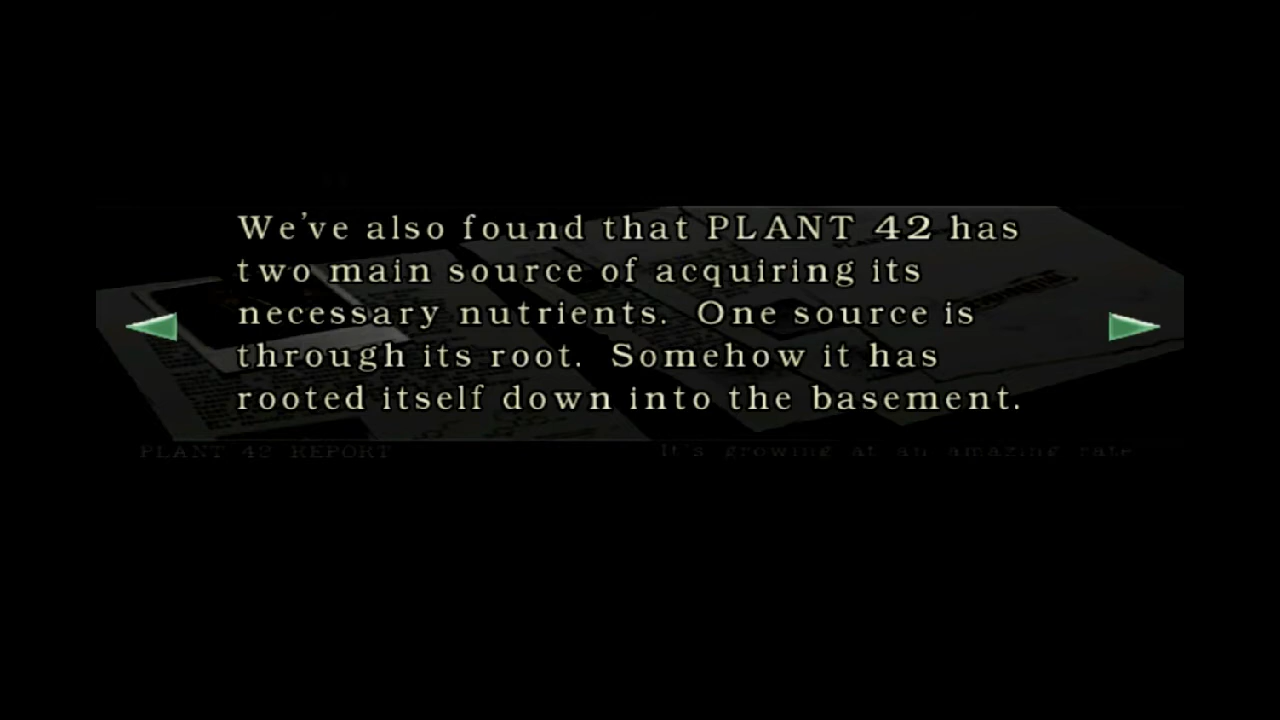 We've also found that PLANT 42 has
two main source of acquiring its
necessary nutrients. One source is
through its root. Somehow it has
rooted itself down into the basement.
PLANT 42 REPORT
It's growing at an amazing rate